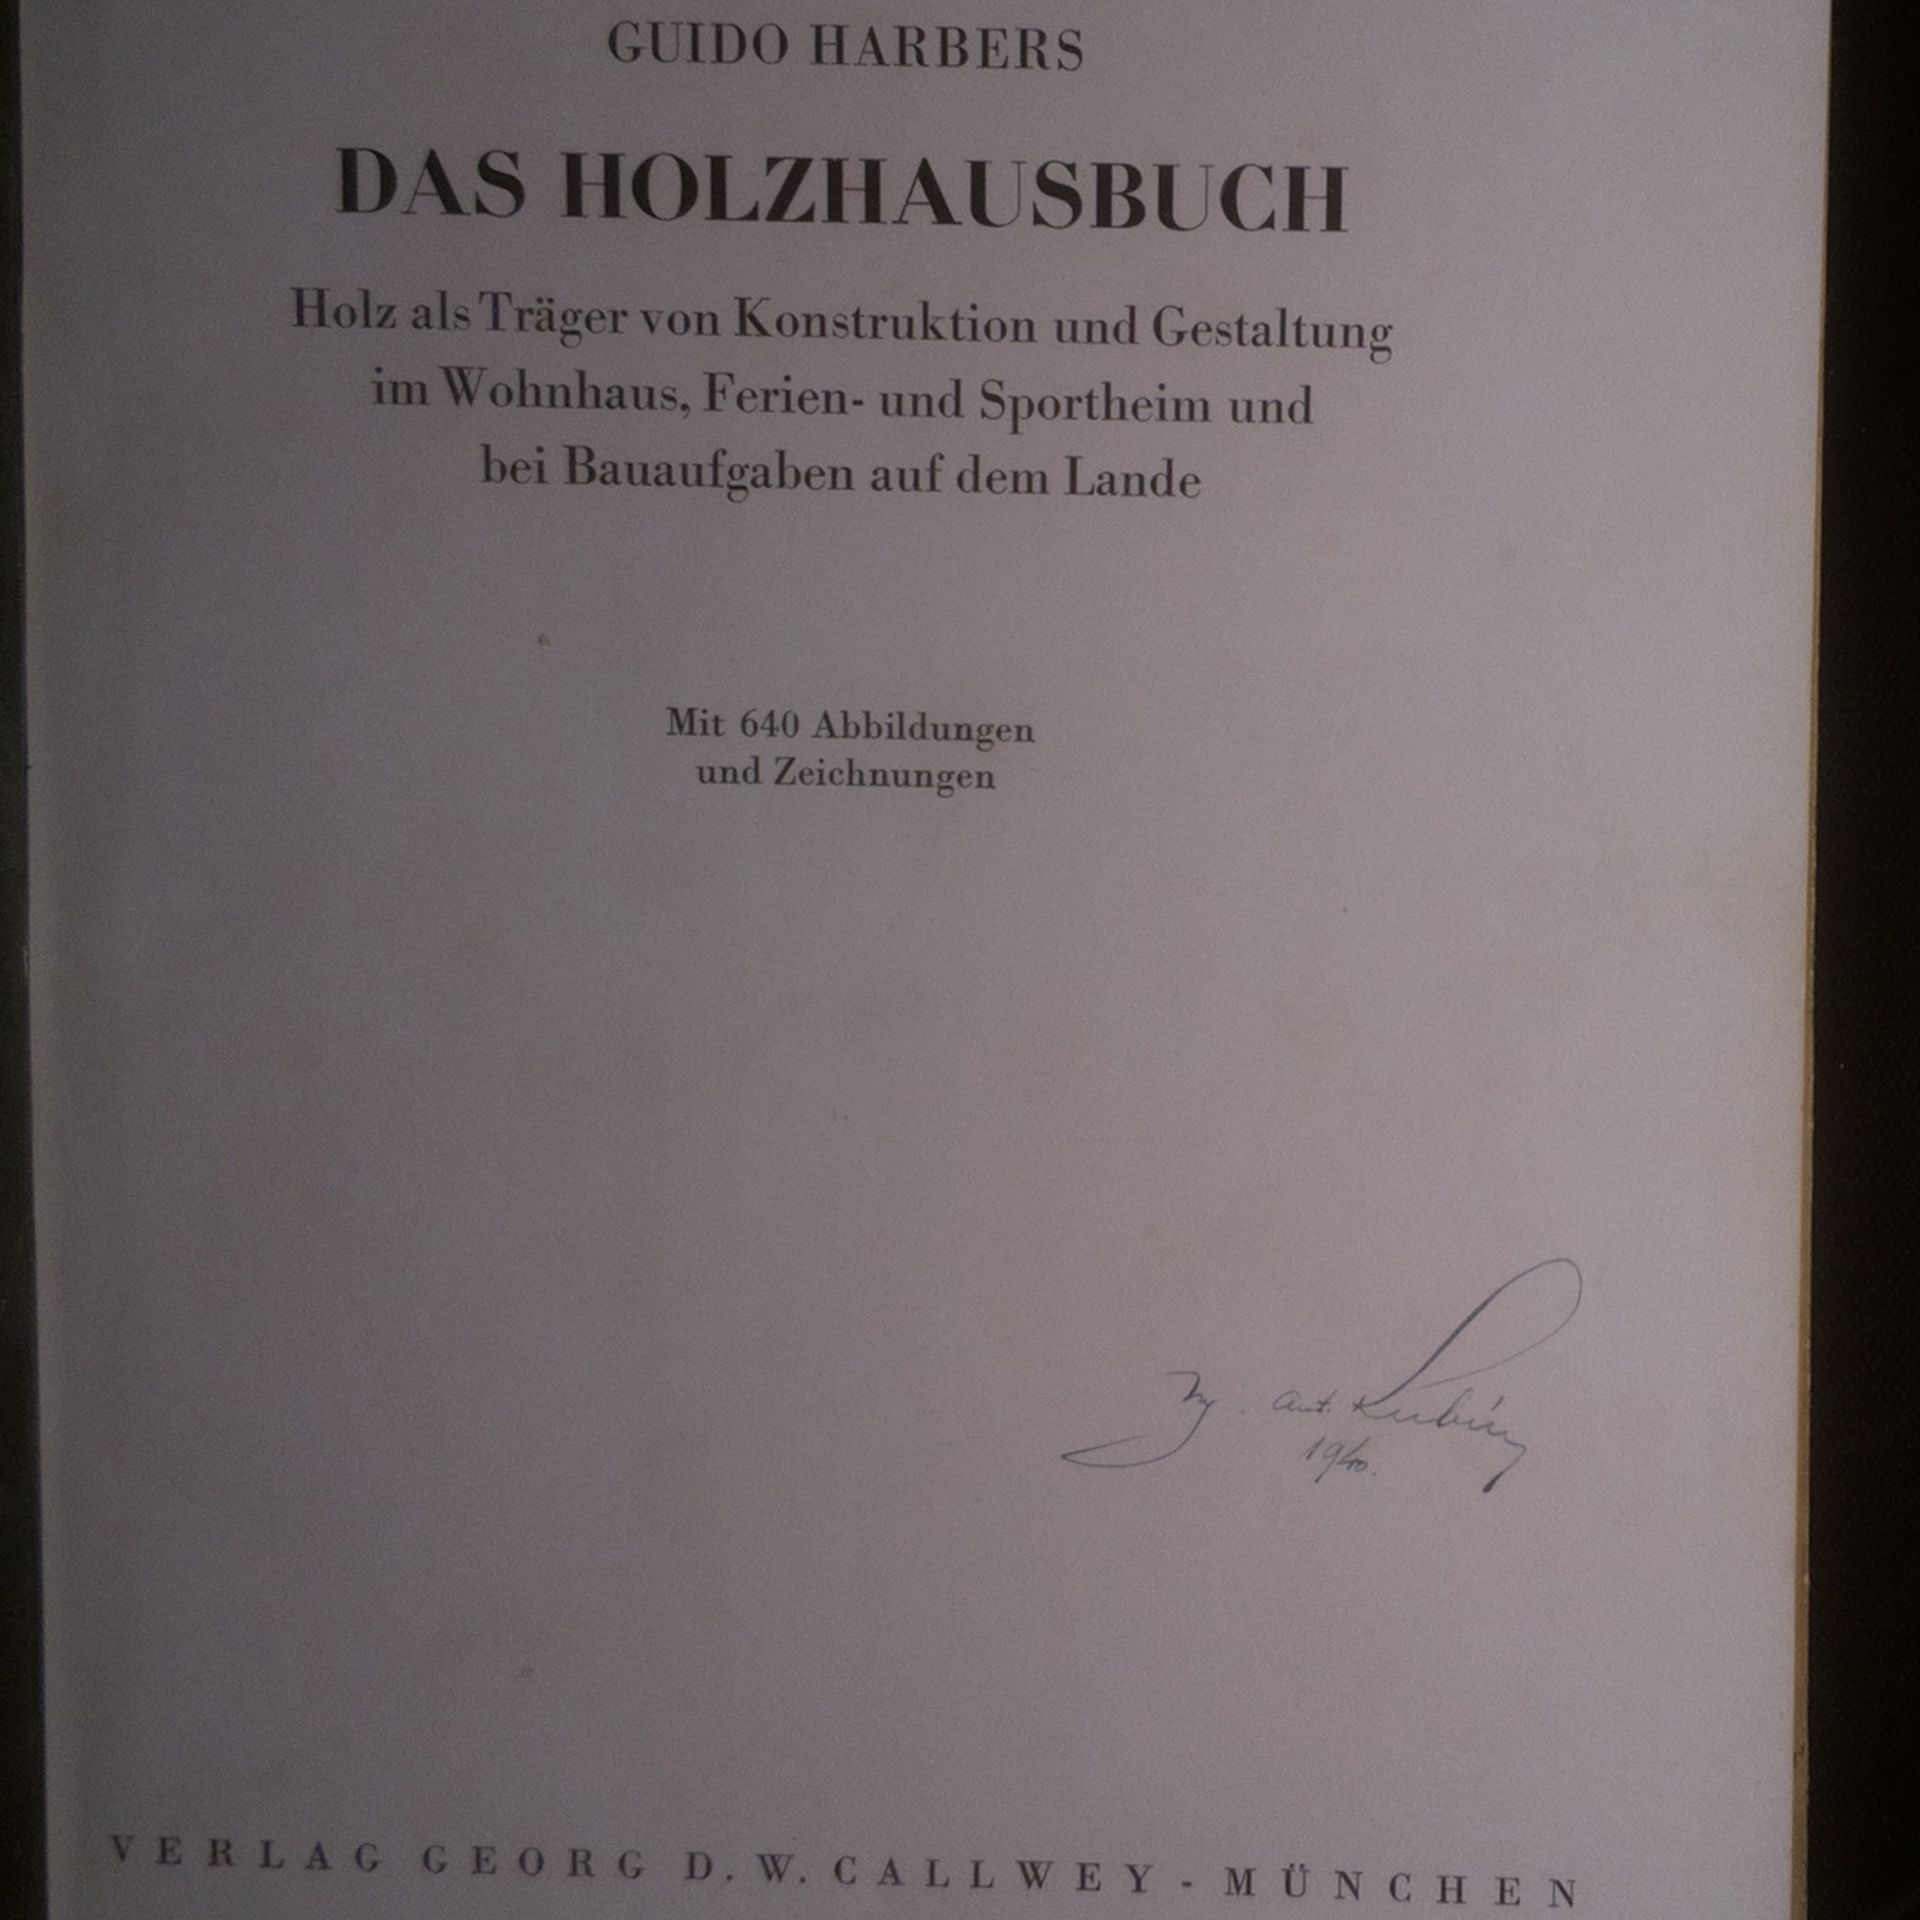 GUIDO HARBERS
DAS HOLZHAUSBUCH
Holz als Träger von Konstruktion und Gestaltung
im Wohnhaus, Ferien- und Sportheim und
bei Bauaufgaben auf dem Lande
Mit 640 Abbildungen
und Zeichnungen
Ant.
1940.
VERLAG GEORG D. W. CALLWEY - MÜNCHEN